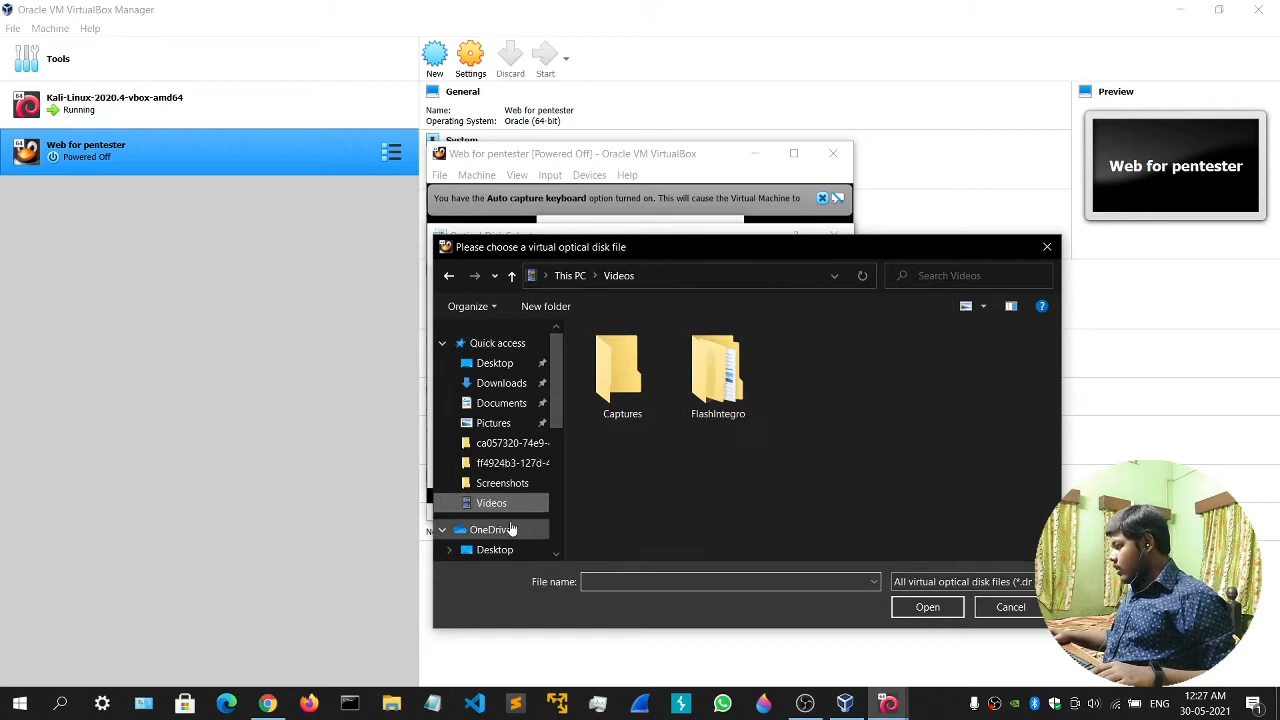 Oracle VM VirtualBox Manager
File Machine Help
Tools
New Settings Discard Start
Kali-Linux-2020.4-vbox-amd64
Running
Web for pentester
Powered Off
General
Name: Web for pentester
Operating System: Oracle (64-bit)
System
Preview
Web for pentester
Web for pentester [Powered Off] - Oracle VM VirtualBox
File Machine View Input Devices Help
You have the Auto capture keyboard option turned on. This will cause the Virtual Machine to
Please choose a virtual optical disk file
This PC Videos
Search Videos
Organize New folder
Quick access
Desktop
Downloads
Documents
Pictures
ca057320-74e9-
ff4924b3-127d-4
Screenshots
Videos
OneDrive
Desktop
Captures
FlashIntegro
File name:
All virtual optical disk files (*.dr
Open Cancel
ENG
12:27 AM
30-05-2021